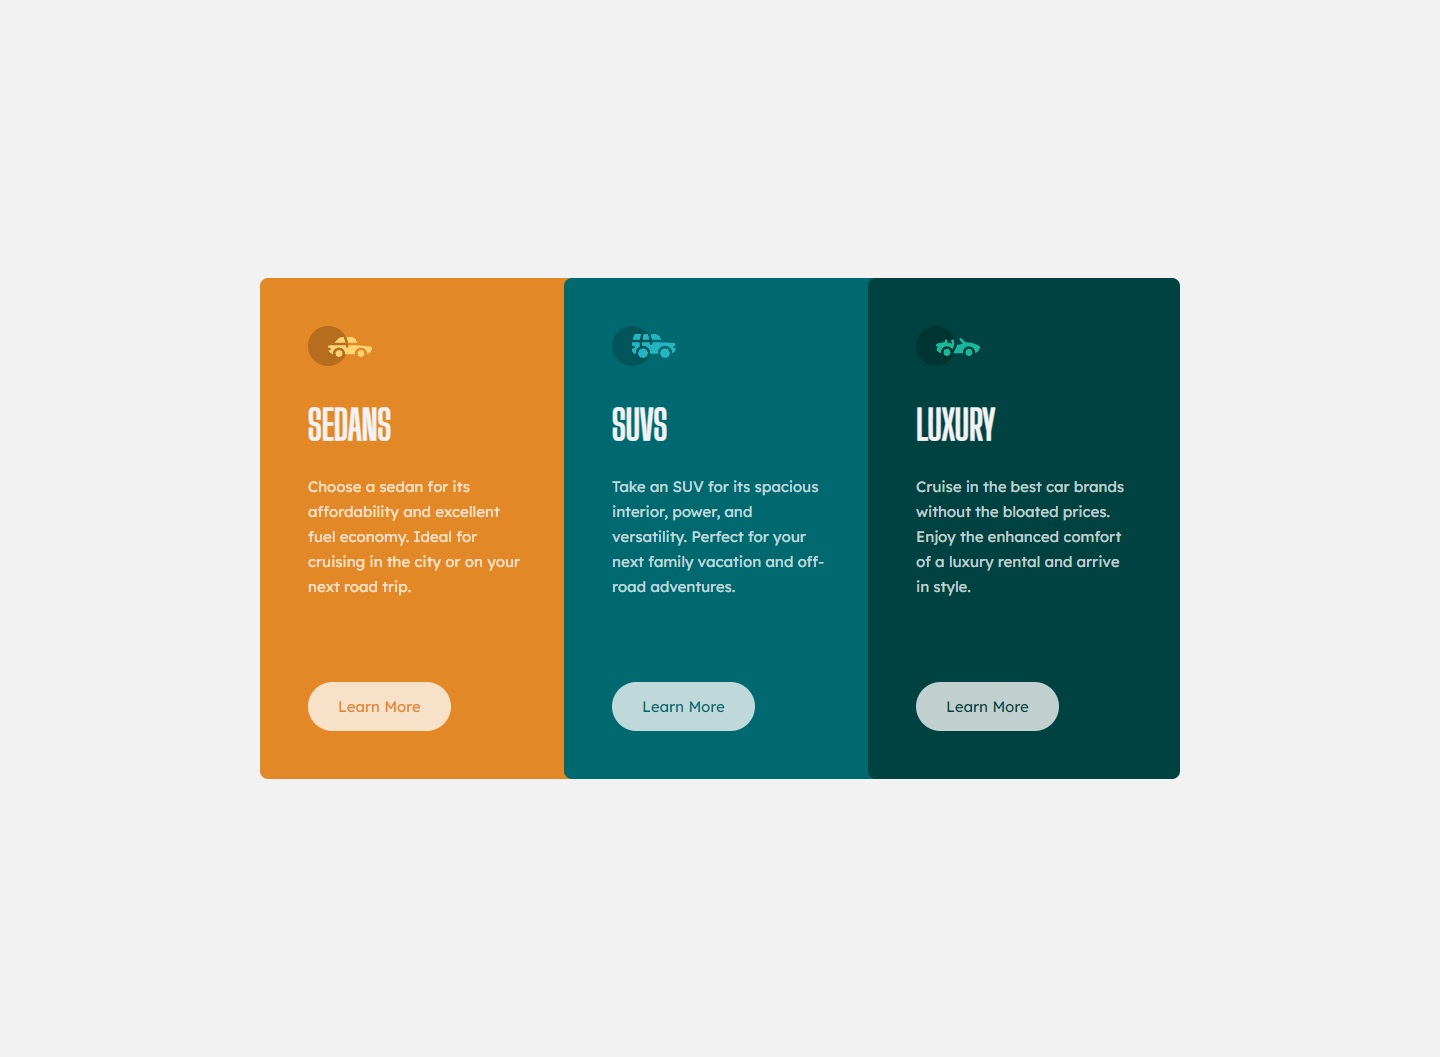 SEDANS
Choose a sedan for its
affordability and excellent
fuel economy. Ideal for
cruising in the city or on your
next road trip.
Learn More
SUVS
Take an SUV for its spacious
interior, power, and
versatility. Perfect for your
next family vacation and off-
road adventures.
Learn More
LUXURY
Cruise in the best car brands
without the bloated prices.
Enjoy the enhanced comfort
of a luxury rental and arrive
in style.
Learn More